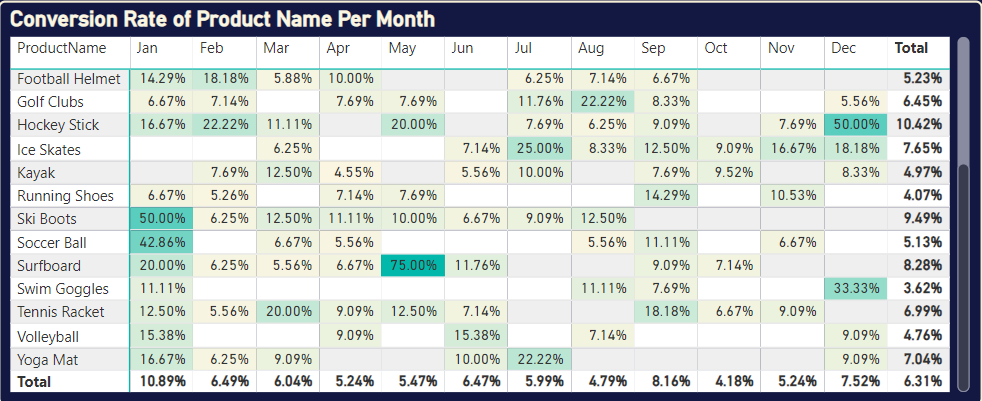 Conversion Rate of Product Name Per Month
ProductName Jan Feb Mar Apr May Jun Jul Aug Sep Oct Nov Dec Total
Football Helmet 14.29% 18.18% 5.88% 10.00% 6.25% 7.14% 6.67% 5.23%
Golf Clubs 6.67% 7.14% 7.69% 7.69% 11.76% 22.22% 8.33% 5.56% 6.45%
Hockey Stick 16.67% 22.22% 11.11% 20.00% 7.69% 6.25% 9.09% 7.69% 50.00% 10.42%
Ice Skates 6.25% 7.14% 25.00% 8.33% 12.50% 9.09% 16.67% 18.18% 7.65%
Kayak 7.69% 12.50% 4.55% 5.56% 10.00% 7.69% 9.52% 8.33% 4.97%
Running Shoes 6.67% 5.26% 7.14% 7.69% 14.29% 10.53% 4.07%
Ski Boots 50.00% 6.25% 12.50% 11.11% 10.00% 6.67% 9.09% 12.50% 9.49%
Soccer Ball 42.86% 6.67% 5.56% 5.56% 11.11% 6.67% 5.13%
Surfboard 20.00% 6.25% 5.56% 6.67% 75.00% 11.76% 9.09% 7.14% 8.28%
Swim Goggles 11.11% 11.11% 7.69% 33.33% 3.62%
Tennis Racket 12.50% 5.56% 20.00% 9.09% 12.50% 7.14% 18.18% 6.67% 9.09% 6.99%
Volleyball 15.38% 9.09% 15.38% 7.14% 9.09% 4.76%
Yoga Mat 16.67% 6.25% 9.09% 10.00% 22.22% 9.09% 7.04%
Total 10.89% 6.49% 6.04% 5.24% 5.47% 6.47% 5.99% 4.79% 8.16% 4.18% 5.24% 7.52% 6.31%